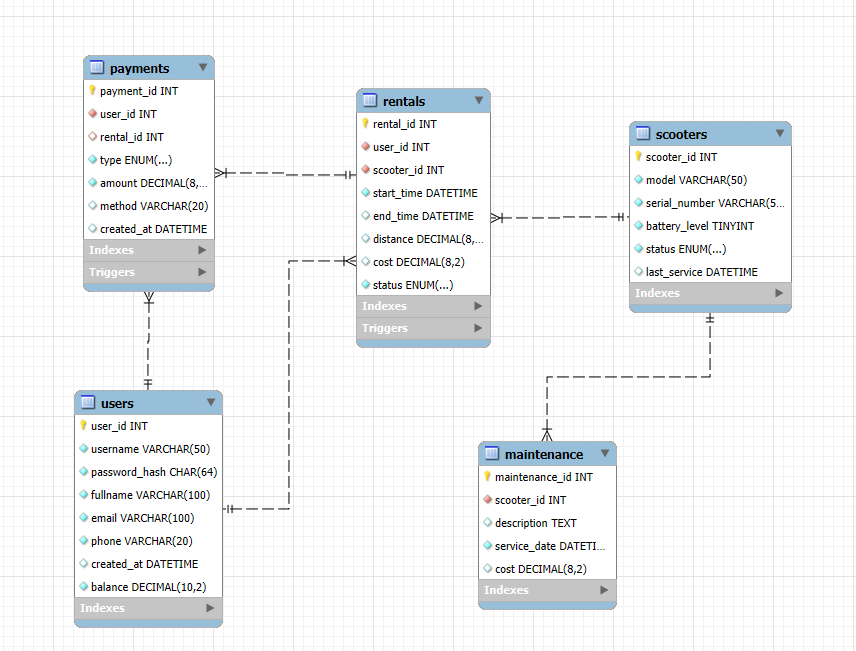 payments
payment_id INT
user_id INT
rental_id INT
type ENUM(...)
amount DECIMAL(8,...
method VARCHAR(20)
created_at DATETIME
Indexes
Triggers
rentals
rental_id INT
user_id INT
scooter_id INT
start_time DATETIME
end_time DATETIME
distance DECIMAL(8,...
cost DECIMAL(8,2)
status ENUM(...)
Indexes
Triggers
scooters
scooter_id INT
model VARCHAR(50)
serial_number VARCHAR(5...
battery_level TINYINT
status ENUM(...)
last_service DATETIME
Indexes
users
user_id INT
username VARCHAR(50)
password_hash CHAR(64)
fullname VARCHAR(100)
email VARCHAR(100)
phone VARCHAR(20)
created_at DATETIME
balance DECIMAL(10,2)
Indexes
maintenance
maintenance_id INT
scooter_id INT
description TEXT
service_date DATETI...
cost DECIMAL(8,2)
Indexes